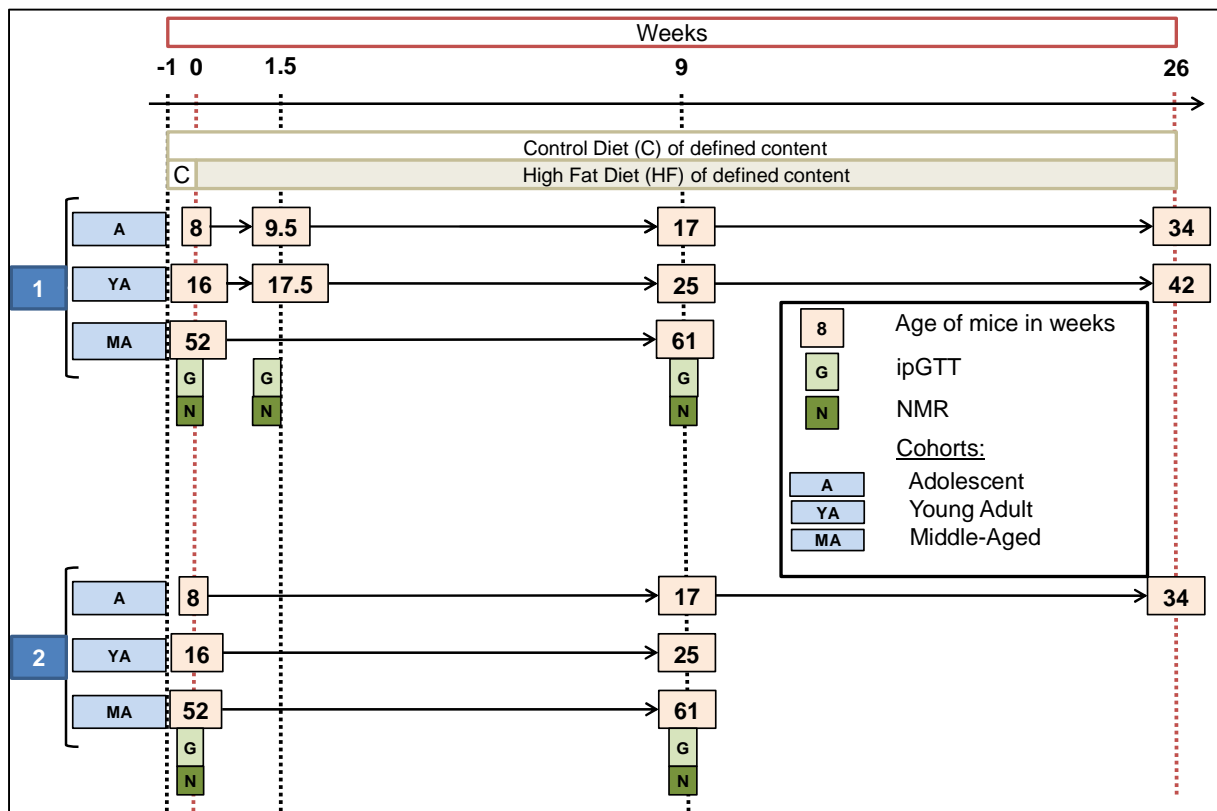 Weeks
-1 0 1.5 9 26
Control Diet (C) of defined content
C High Fat Diet (HF) of defined content
1
A 8 9.5 17 34
YA 16 17.5 25 42
MA 52 61
G G G
N N N
8 Age of mice in weeks
G ipGTT
N NMR
Cohorts:
A Adolescent
YA Young Adult
MA Middle-Aged
2
A 8 17 34
YA 16 25
MA 52 61
G G
N N